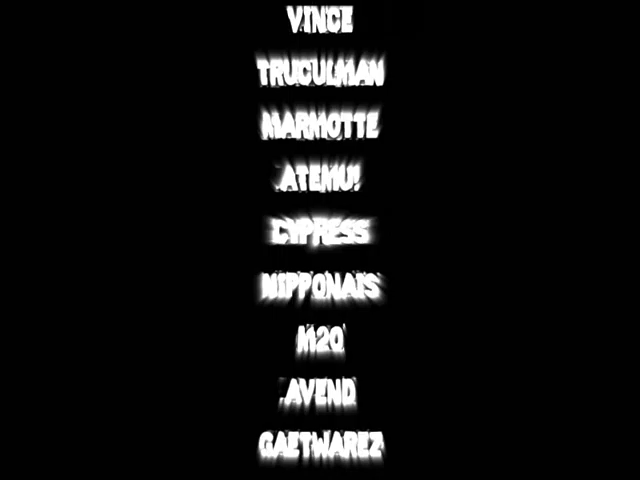 VINCE
TRUCULMAN
MARMOTTE
ATEMU!
CYPRESS
NIPPONAIS
M2O
AVEND
GAETWAREZ